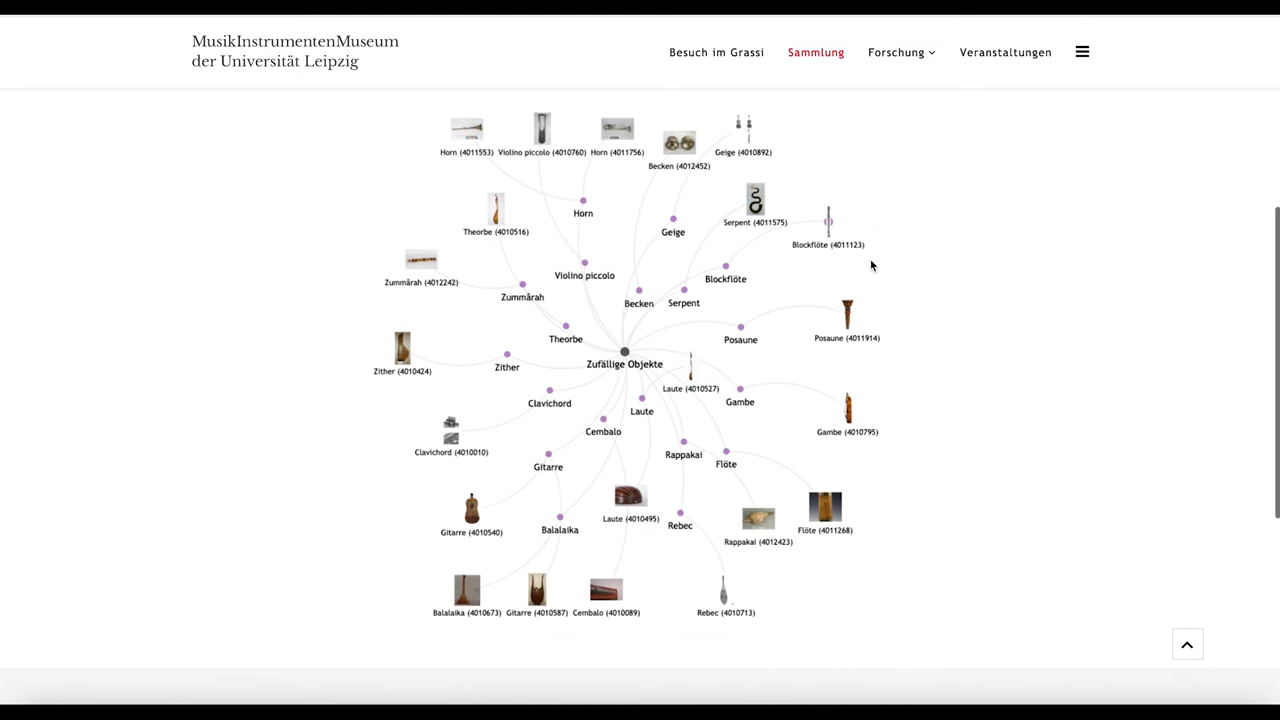 MusikInstrumentenMuseum
der Universität Leipzig
Besuch im Grassi
Sammlung
Forschung
Veranstaltungen
Horn (4011553)
Violino piccolo (4010760)
Horn (4011756)
Becken (4012452)
Geige (4010892)
Horn
Theorbe (4010516)
Geige
Serpent (4011575)
Blockflöte (4011123)
Zummârah (4012242)
Violino piccolo
Blockflöte
Zummârah
Becken
Serpent
Theorbe
Posaune
Posaune (4011914)
Zither (4010424)
Zither
Zufällige Objekte
Laute (4010527)
Clavichord
Laute
Gambe
Cembalo
Gambe (4010795)
Clavichord (4010010)
Gitarre
Rappakai
Flöte
Gitarre (4010540)
Balalaika
Laute (4010495)
Rebec
Rappakai (4012423)
Flöte (4011268)
Balalaika (4010673)
Gitarre (4010587)
Cembalo (4010089)
Rebec (4010713)